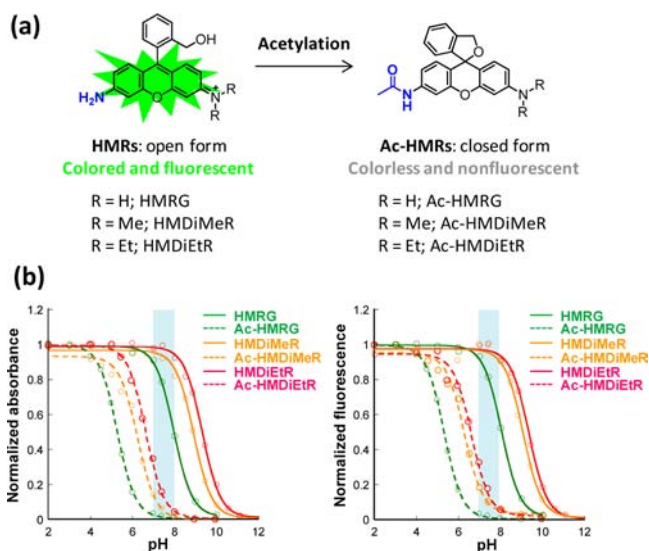 (a)
OH
Acetylation
O
H₂N
O
N
R
R
+
O
N
H
O
N
R
R
HMRs: open form
Colored and fluorescent
Ac-HMRs: closed form
Colorless and nonfluorescent
R = H; HMRG
R = Me; HMDiMeR
R = Et; HMDiEtR
R = H; Ac-HMRG
R = Me; Ac-HMDiMeR
R = Et; Ac-HMDiEtR
(b)
Normalized absorbance
1.2
1
0.8
0.6
0.4
0.2
0
2 4 6 8 10 12
pH
HMRG
Ac-HMRG
HMDiMeR
Ac-HMDiMeR
HMDiEtR
Ac-HMDiEtR
Normalized fluorescence
1.2
1
0.8
0.6
0.4
0.2
0
2 4 6 8 10 12
pH
HMRG
Ac-HMRG
HMDiMeR
Ac-HMDiMeR
HMDiEtR
Ac-HMDiEtR